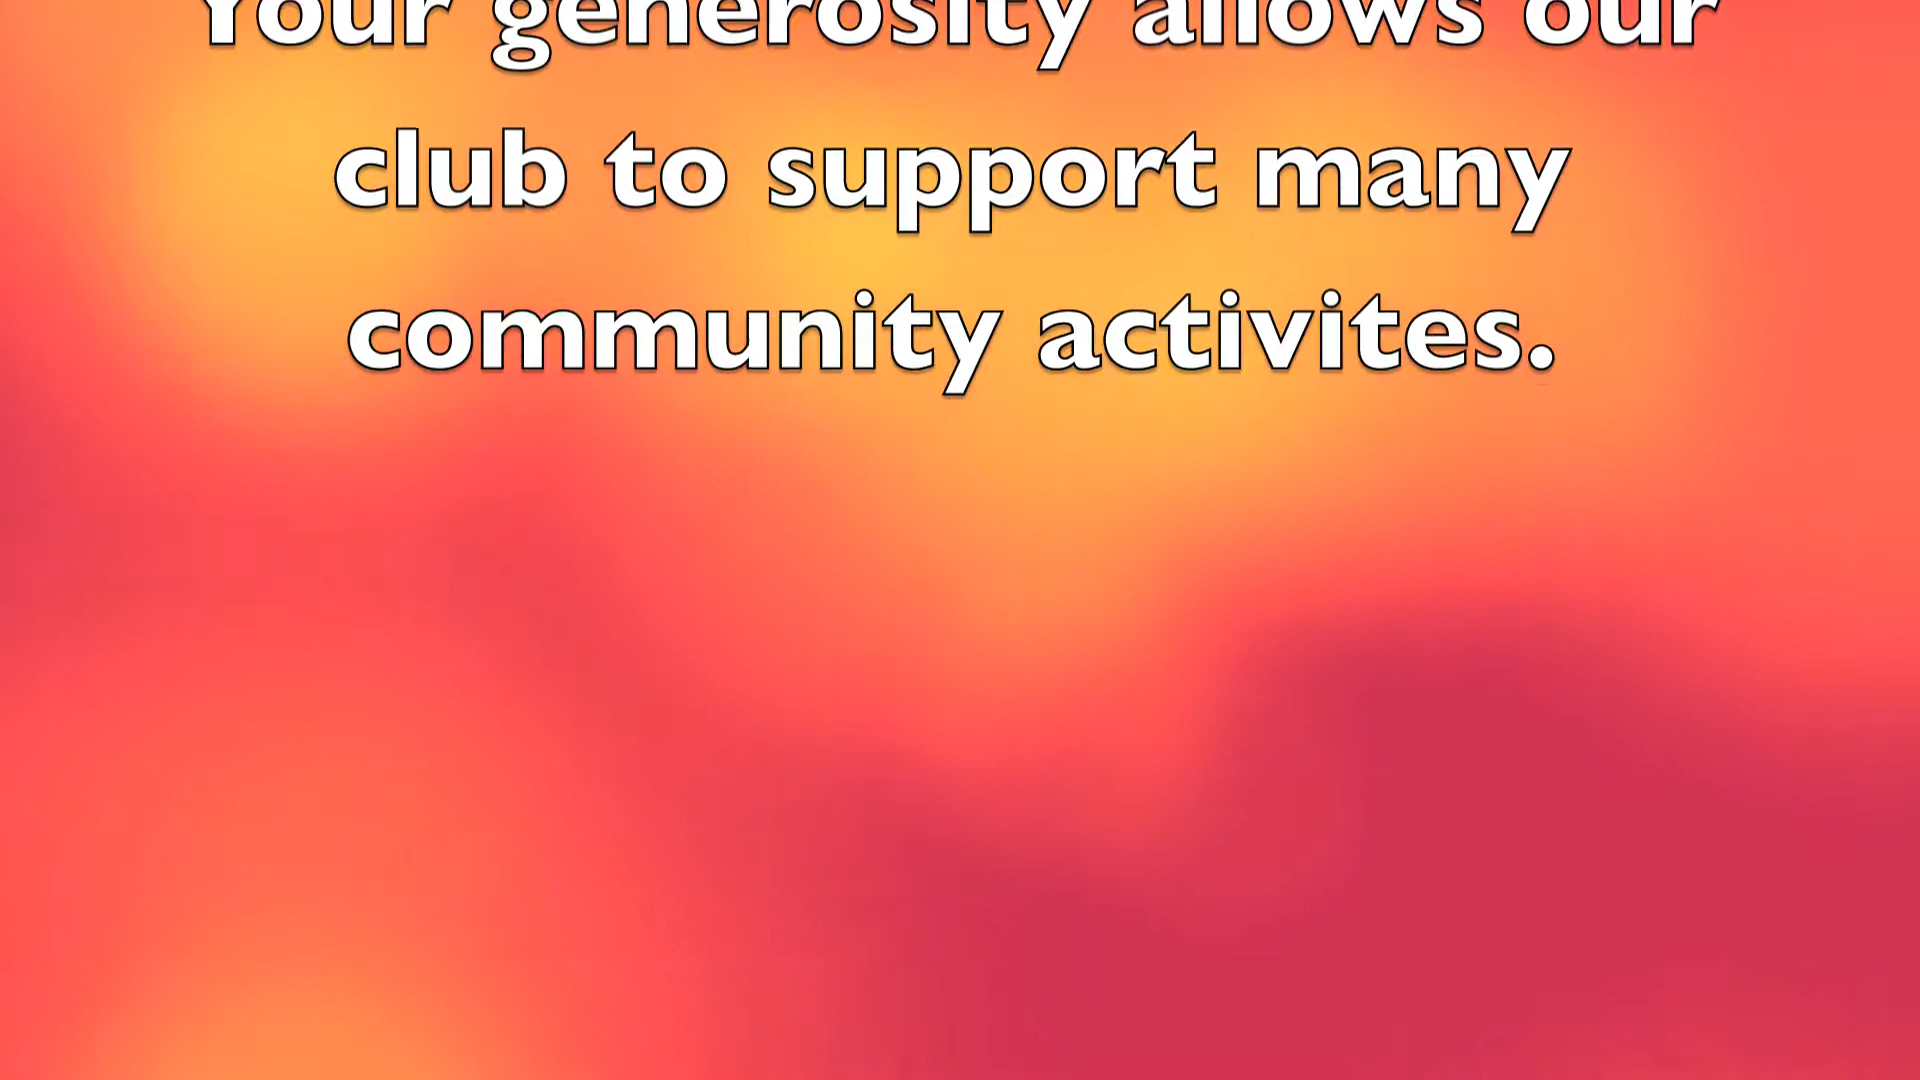 Your generosity allows our
club to support many
community activites.